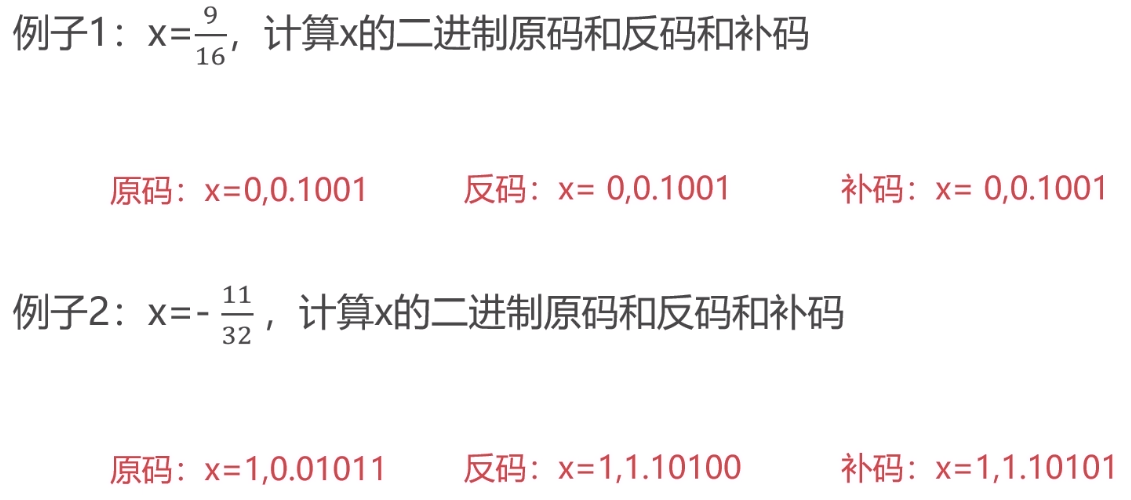 例子1：x=9/16，计算x的二进制原码和反码和补码
原码：x=0,0.1001 反码：x= 0,0.1001 补码：x= 0,0.1001
例子2：x=- 11/32，计算x的二进制原码和反码和补码
原码：x=1,0.01011 反码：x=1,1.10100 补码：x=1,1.10101